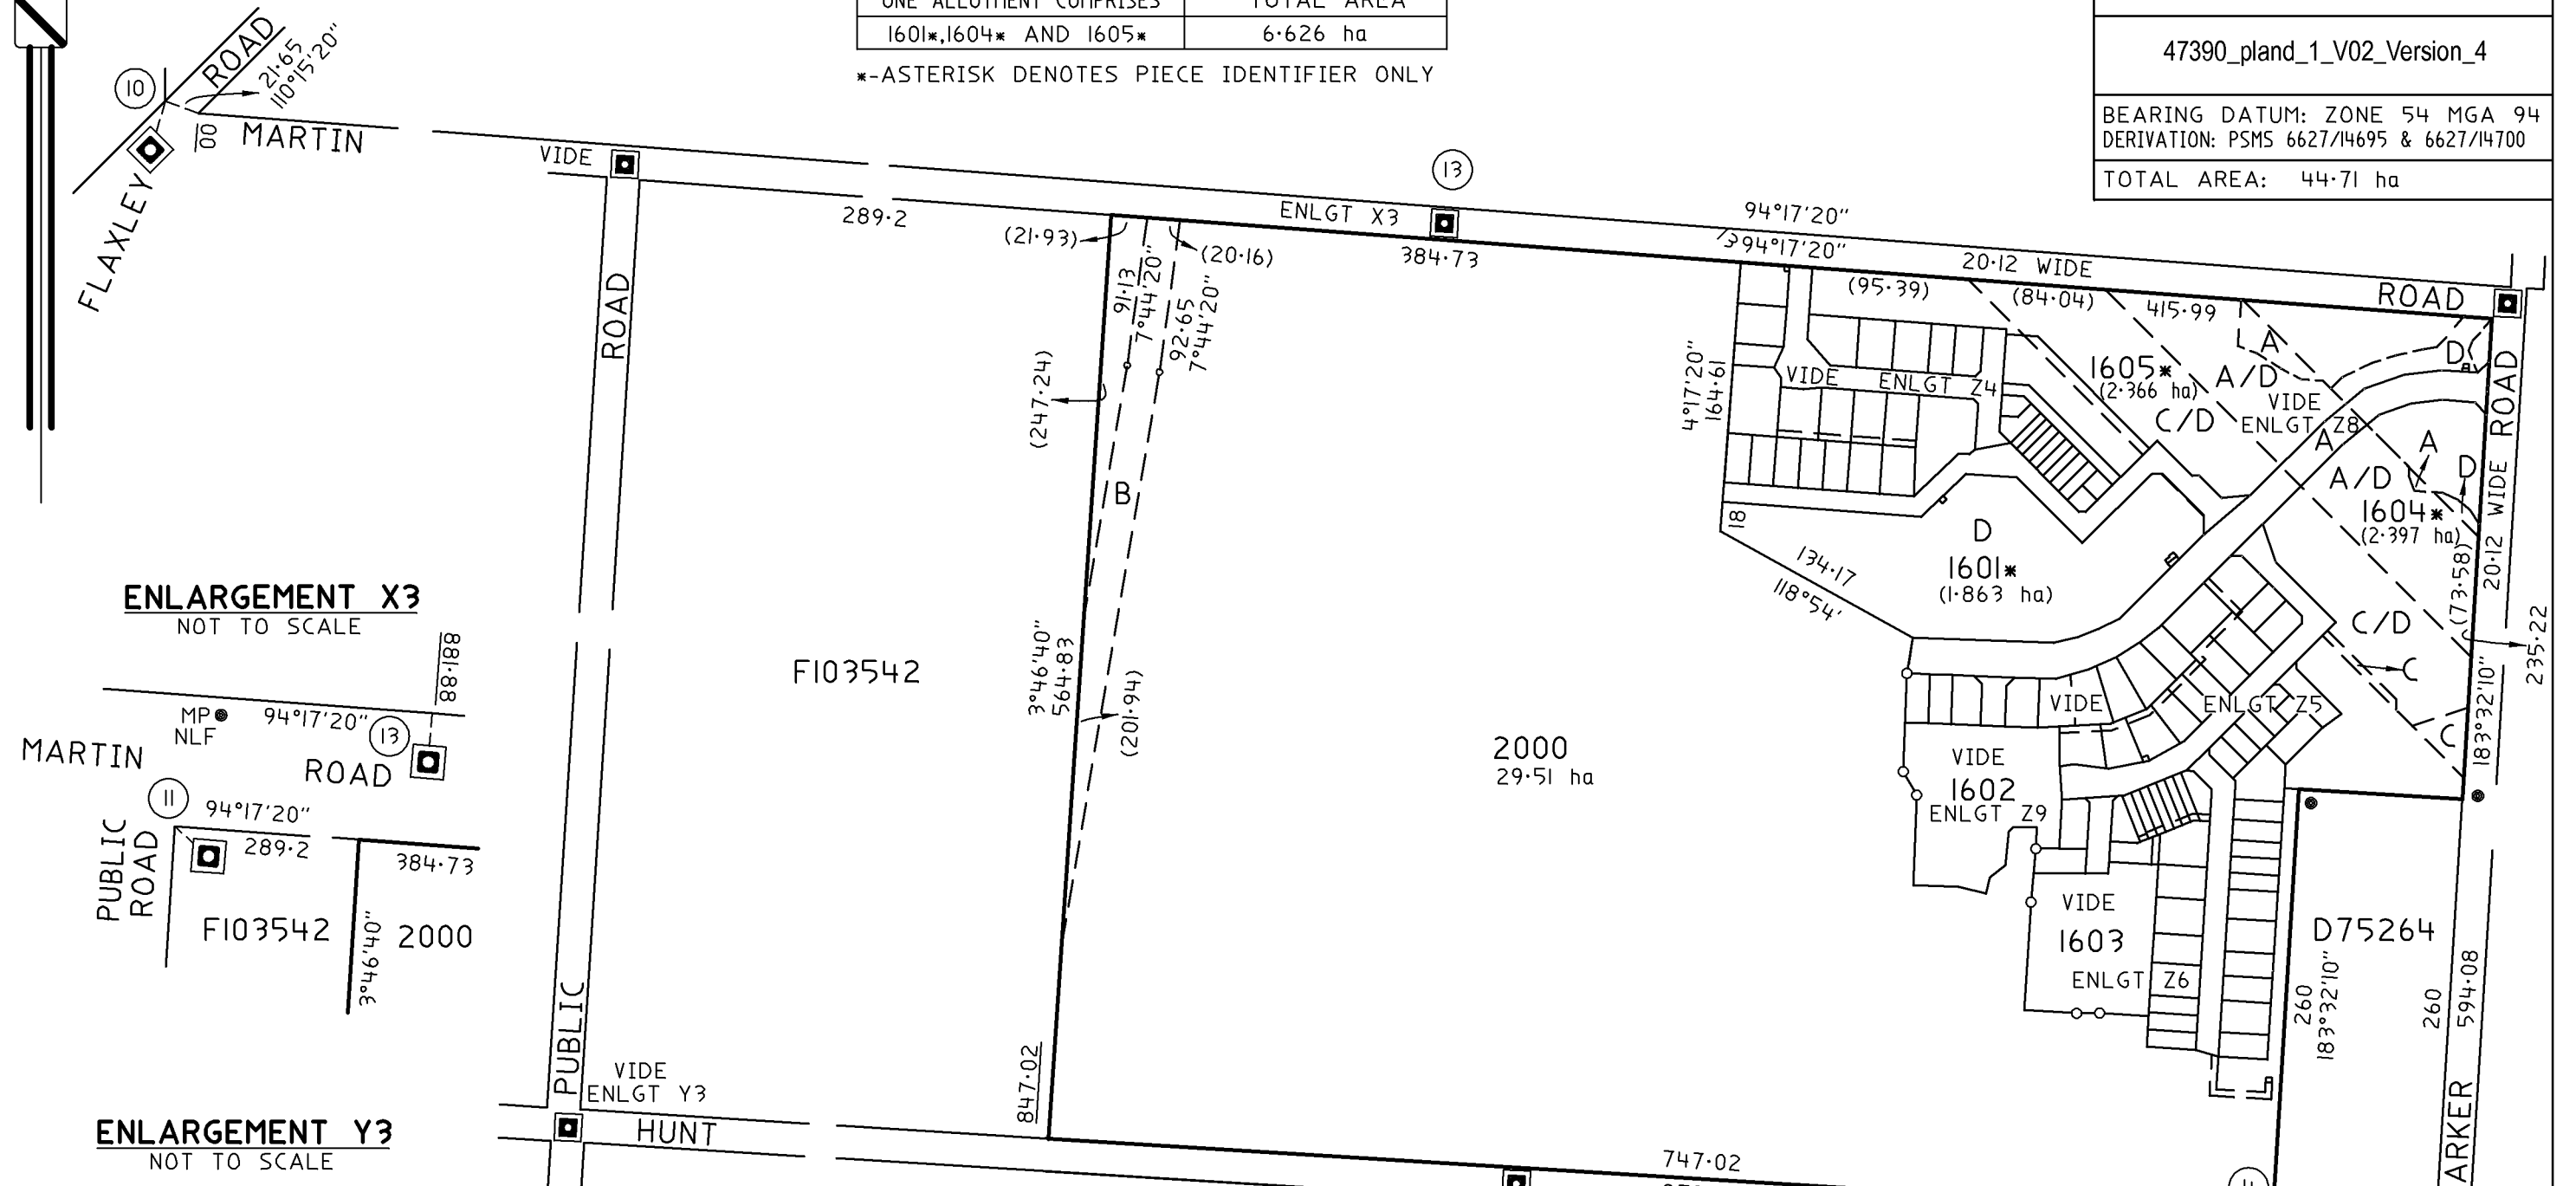 ONE ALLOTMENT COMPRISES
TOTAL AREA
1601*,1604* AND 1605*
6·626 ha
*-ASTERISK DENOTES PIECE IDENTIFIER ONLY
47390_pland_1_V02_Version_4
BEARING DATUM: ZONE 54 MGA 94
DERIVATION: PSMS 6627/14695 & 6627/14700
TOTAL AREA: 44·71 ha
10
ROAD
21·65
110°15'20"
00
MARTIN
FLAXLEY
VIDE
13
ENLGT X3
94°17'20"
94°17'20"
20·12 WIDE
ROAD
289·2
(21·93)
(20·16)
384·73
(95·39)
(84·04)
415·99
91·13
7°44'20"
92·65
7°44'20"
ROAD
(247·24)
B
4°17'20"
164·61
VIDE ENLGT Z4
1605*
(2·366 ha)
A
D
A/D
VIDE
C/D
ENLGT Z8
A
A
D
A/D
1604*
(2·397 ha)
20·12 WIDE ROAD
18
D
1601*
(1·863 ha)
134·17
118°54'
(73·58)
C/D
C
C
235·22
183°32'10"
ENLARGEMENT X3
NOT TO SCALE
881·88
MP
NLF
94°17'20"
13
MARTIN
ROAD
11
94°17'20"
289·2
384·73
PUBLIC
ROAD
F103542
3°46'40"
2000
F103542
3°46'40"
564·83
(201·94)
2000
29·51 ha
VIDE
ENLGT Z5
VIDE
1602
ENLGT Z9
VIDE
1603
ENLGT Z6
D75264
260
183°32'10"
260
594·08
PUBLIC
VIDE
ENLGT Y3
847·02
HUNT
747·02
ARKER
ENLARGEMENT Y3
NOT TO SCALE